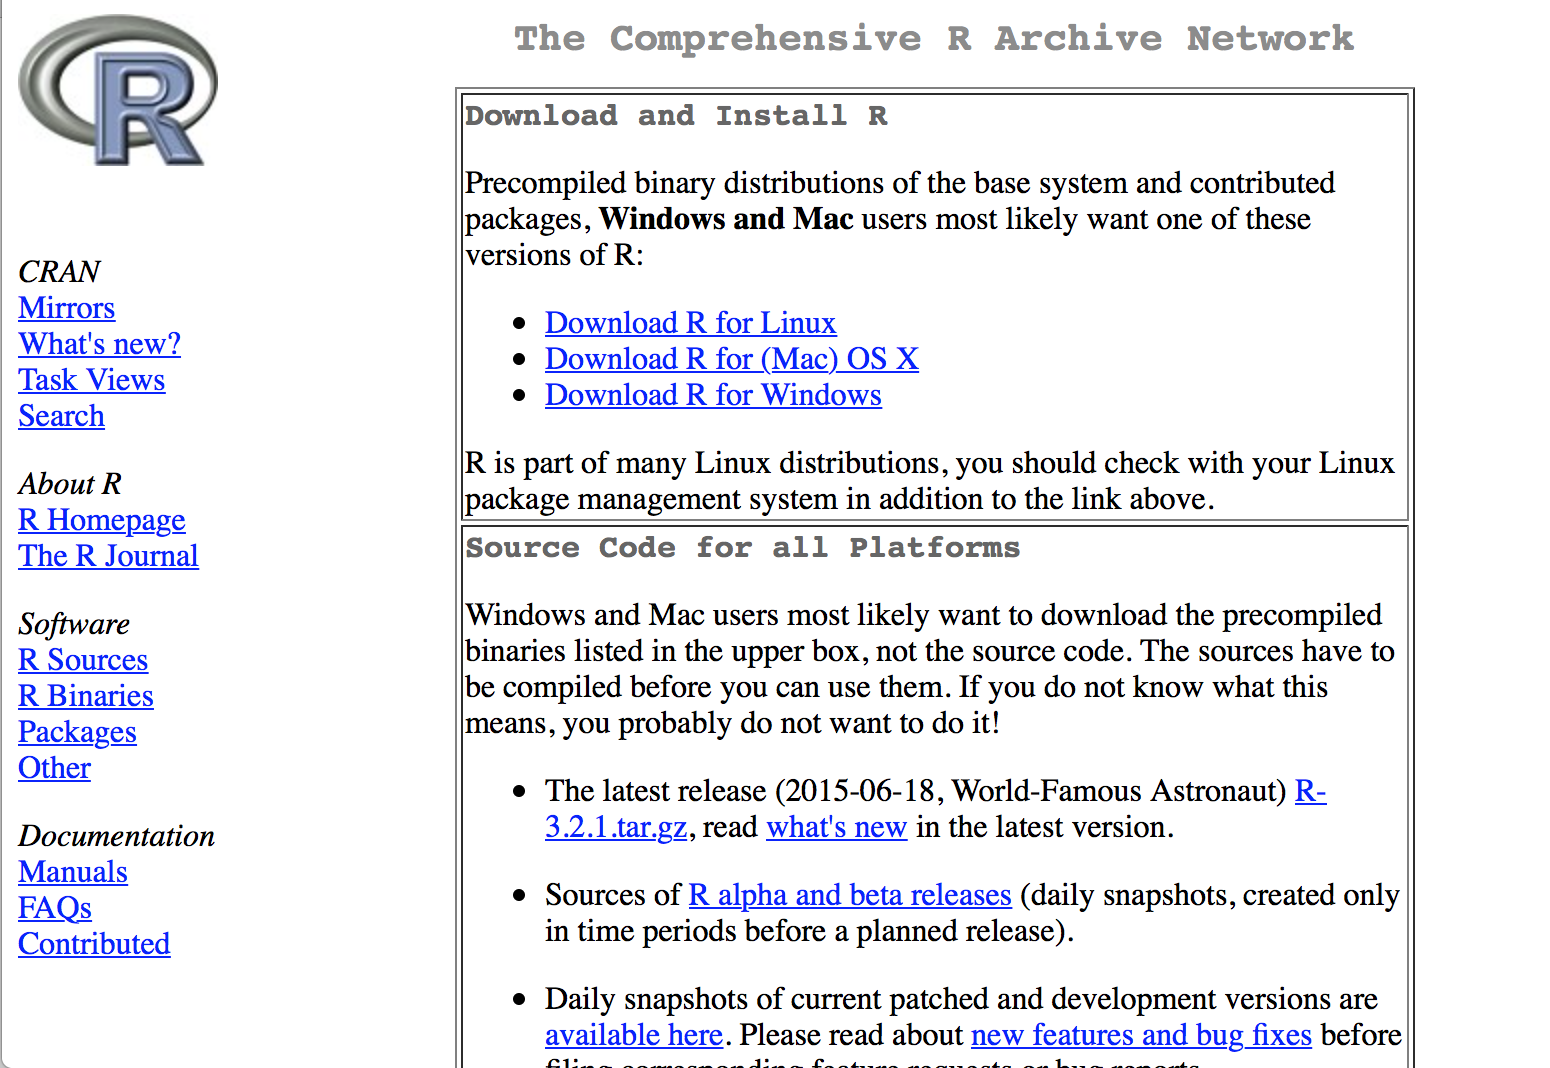 R
CRAN
Mirrors
What's new?
Task Views
Search
About R
R Homepage
The R Journal
Software
R Sources
R Binaries
Packages
Other
Documentation
Manuals
FAQs
Contributed
The Comprehensive R Archive Network
Download and Install R
Precompiled binary distributions of the base system and contributed
packages, Windows and Mac users most likely want one of these
versions of R:
Download R for Linux
Download R for (Mac) OS X
Download R for Windows
R is part of many Linux distributions, you should check with your Linux
package management system in addition to the link above.
Source Code for all Platforms
Windows and Mac users most likely want to download the precompiled
binaries listed in the upper box, not the source code. The sources have to
be compiled before you can use them. If you do not know what this
means, you probably do not want to do it!
The latest release (2015-06-18, World-Famous Astronaut) R-
3.2.1.tar.gz, read what's new in the latest version.
Sources of R alpha and beta releases (daily snapshots, created only
in time periods before a planned release).
Daily snapshots of current patched and development versions are
available here. Please read about new features and bug fixes before
filing corresponding feature requests or bug reports.